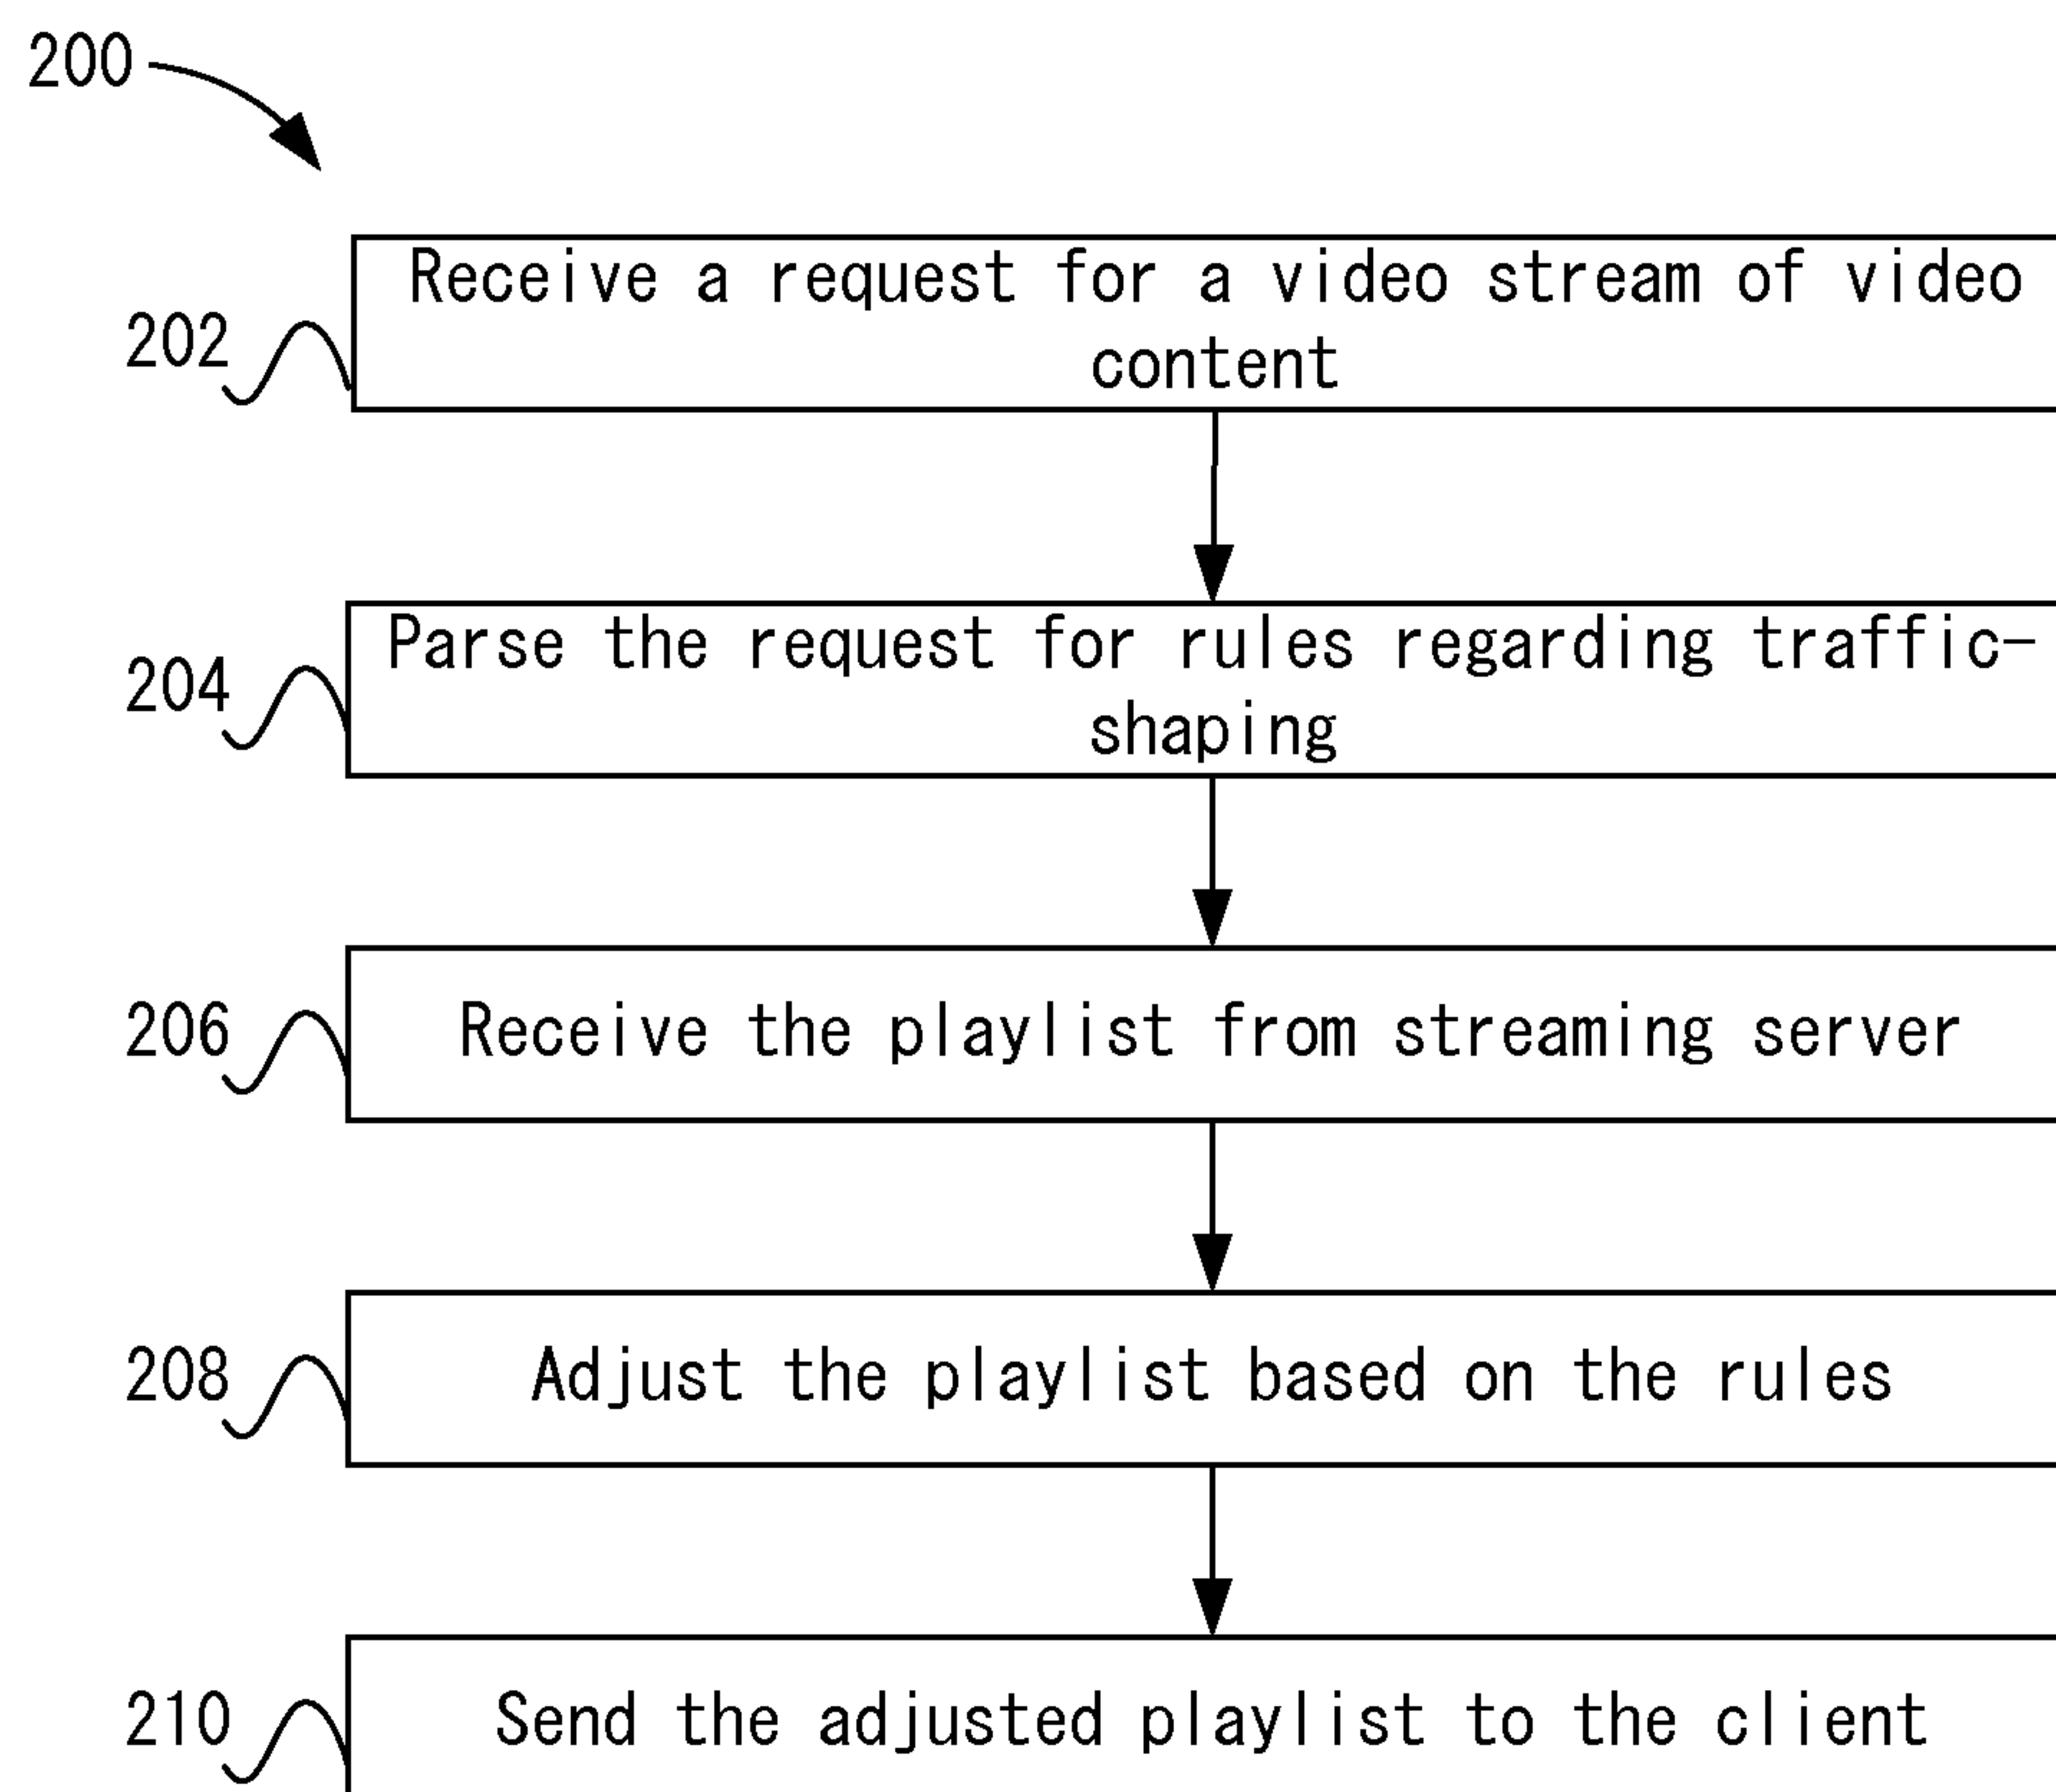 200
Receive a request for a video stream of video
content
202
Parse the request for rules regarding traffic-
shaping
204
Receive the playlist from streaming server
206
Adjust the playlist based on the rules
208
Send the adjusted playlist to the client
210